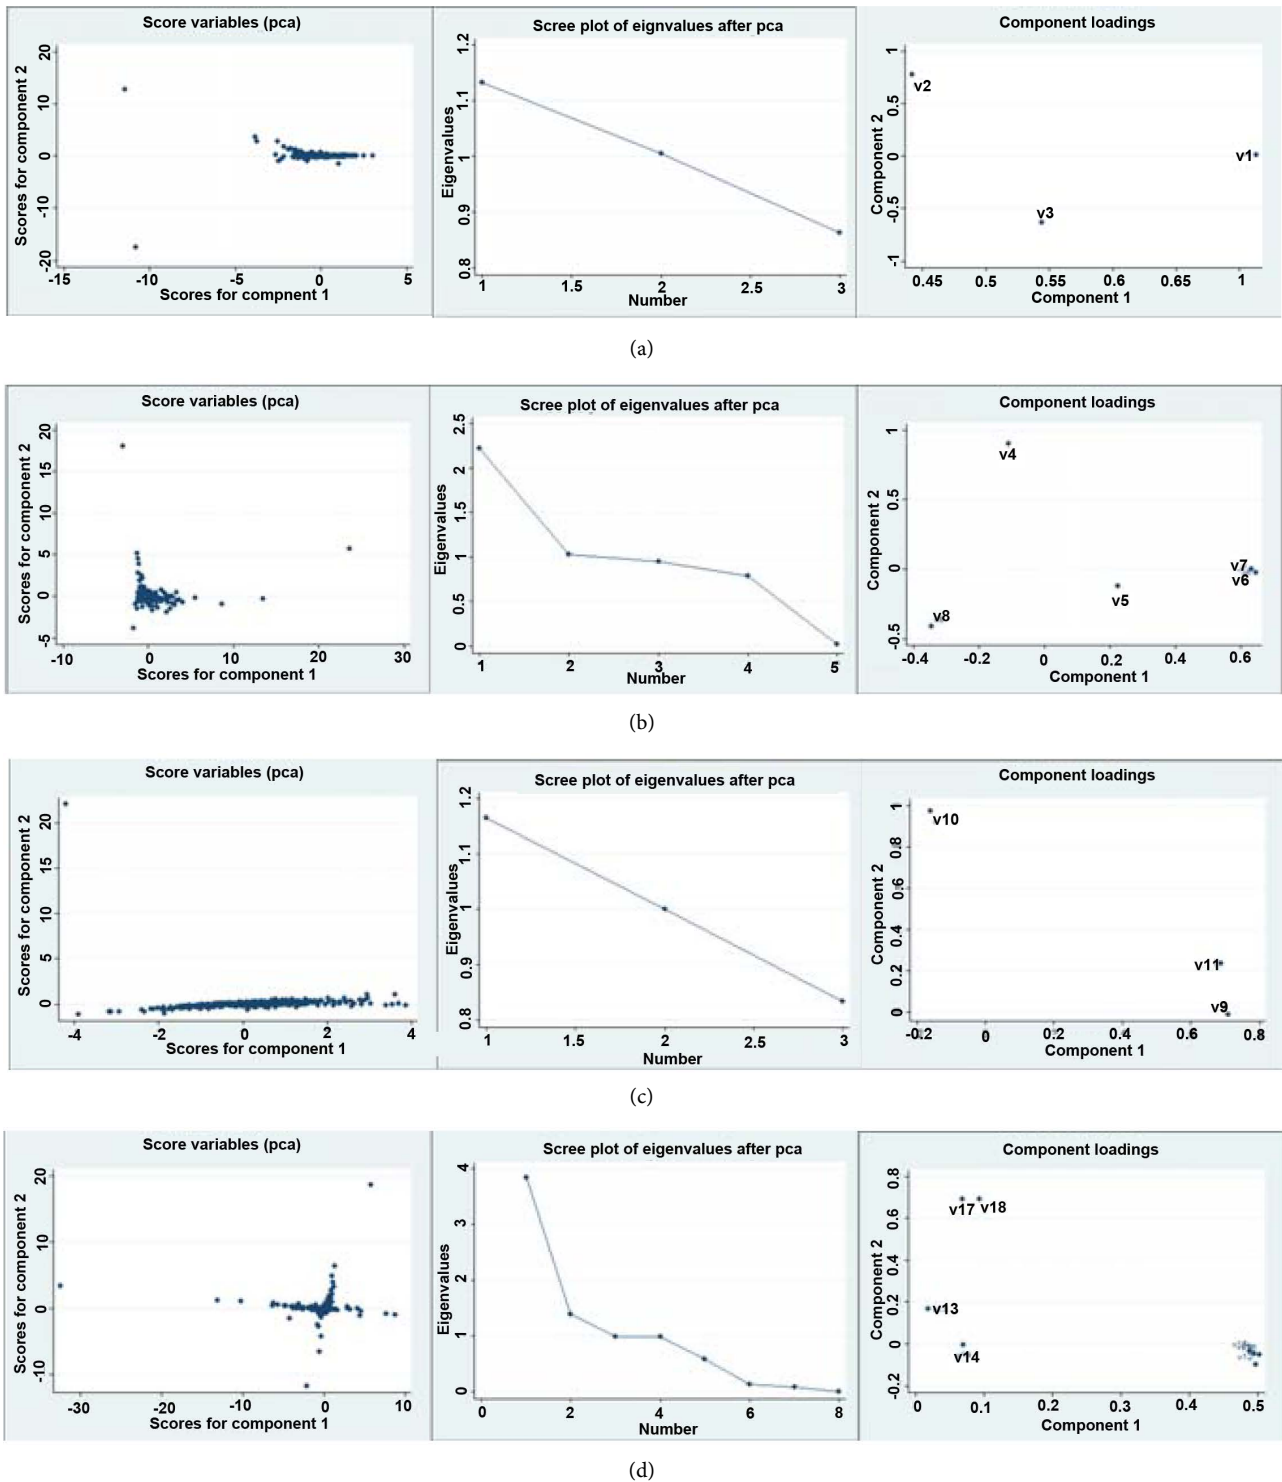 Score variables (pca)
Scores for component 2
20
10
0
-10
-20
-15
-10
-5
0
5
Scores for compnent 1
Scree plot of eignvalues after pca
Eigenvalues
1.2
1.1
1
0.9
0.8
1
1.5
2
2.5
3
Number
Component loadings
Component 2
1
0.5
0
-0.5
-1
v2
v1
v3
0.45
0.5
0.55
0.6
0.65
1
Component 1
(a)
Score variables (pca)
Scores for component 2
20
15
10
5
0
-5
-10
0
10
20
30
Scores for component 1
Scree plot of eigenvalues after pca
Eigenvalues
2.5
2
1.5
1
0.5
0
1
2
3
4
5
Number
Component loadings
Component 2
1
0.5
0
-0.5
v4
v7
v6
v5
v8
-0.4
-0.2
0
0.2
0.4
0.6
Component 1
(b)
Score variables (pca)
Scores for component 2
20
15
10
5
0
-4
-2
0
2
4
Scores for component 1
Scree plot of eigenvalues after pca
Eigenvalues
1.2
1.1
1
0.9
0.8
1
1.5
2
2.5
3
Number
Component loadings
Component 2
1
0.8
0.6
0.4
0.2
0
v10
v11
v9
-0.2
0
0.2
0.4
0.6
0.8
Component 1
(c)
Score variables (pca)
Scores for component 2
20
10
0
-10
-30
-20
-10
0
10
Scores for component 1
Scree plot of eigenvalues after pca
Eigenvalues
4
3
2
1
0
0
2
4
6
8
Number
Component loadings
Component 2
0.8
0.6
0.4
0.2
0
-0.2
v17
v18
v13
v14
0
0.1
0.2
0.3
0.4
0.5
Component 1
(d)